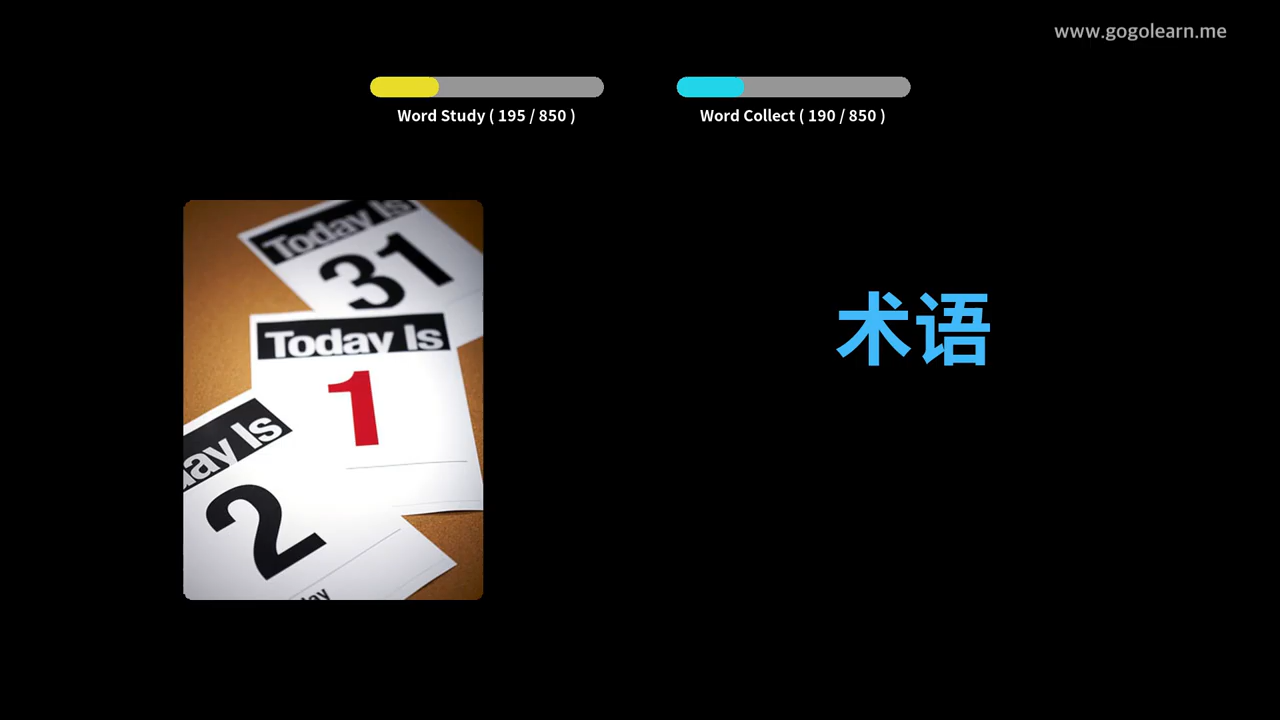 www.gogolearn.me
Word Study ( 195 / 850 )
Word Collect ( 190 / 850 )
Today Is
31
Today Is
1
day Is
2
术语